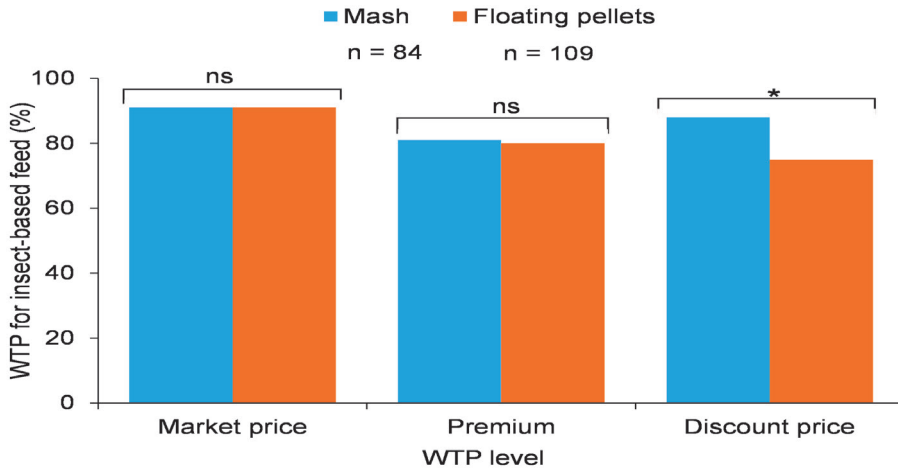 Mash Floating pellets
n = 84 n = 109
WTP for insect-based feed (%)
100
80
60
40
20
0
ns
ns
*
Market price Premium Discount price
WTP level